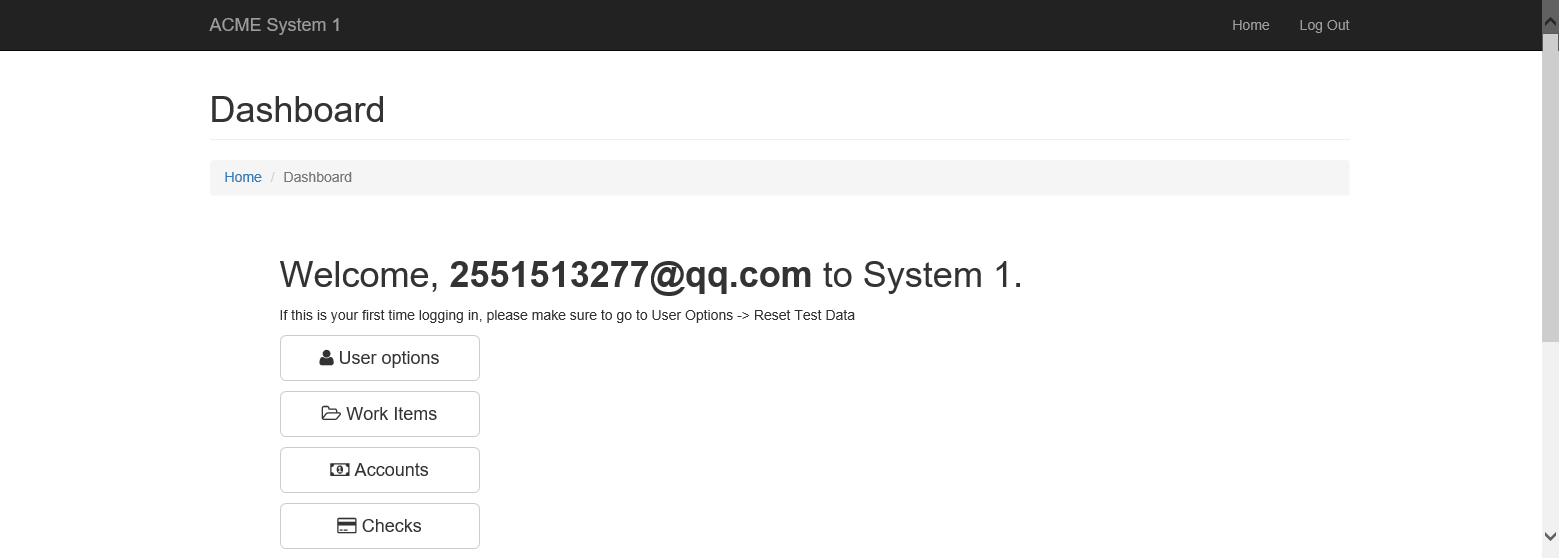 ACME System 1 Home Log Out
Dashboard
Home / Dashboard
Welcome, 2551513277@qq.com to System 1.
If this is your first time logging in, please make sure to go to User Options -> Reset Test Data
User options
Work Items
Accounts
Checks